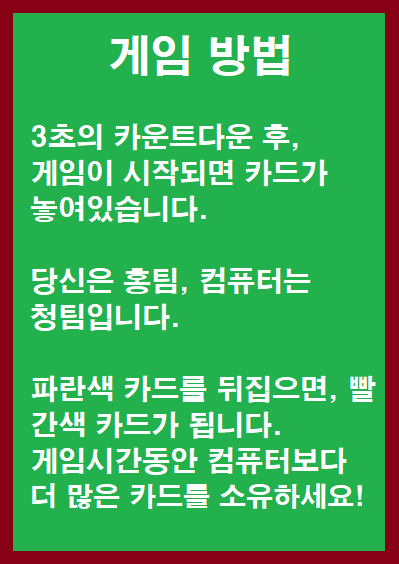 게임 방법
3초의 카운트다운 후,
게임이 시작되면 카드가
놓여있습니다.
당신은 홍팀, 컴퓨터는
청팀입니다.
파란색 카드를 뒤집으면, 빨
간색 카드가 됩니다.
게임시간동안 컴퓨터보다
더 많은 카드를 소유하세요!